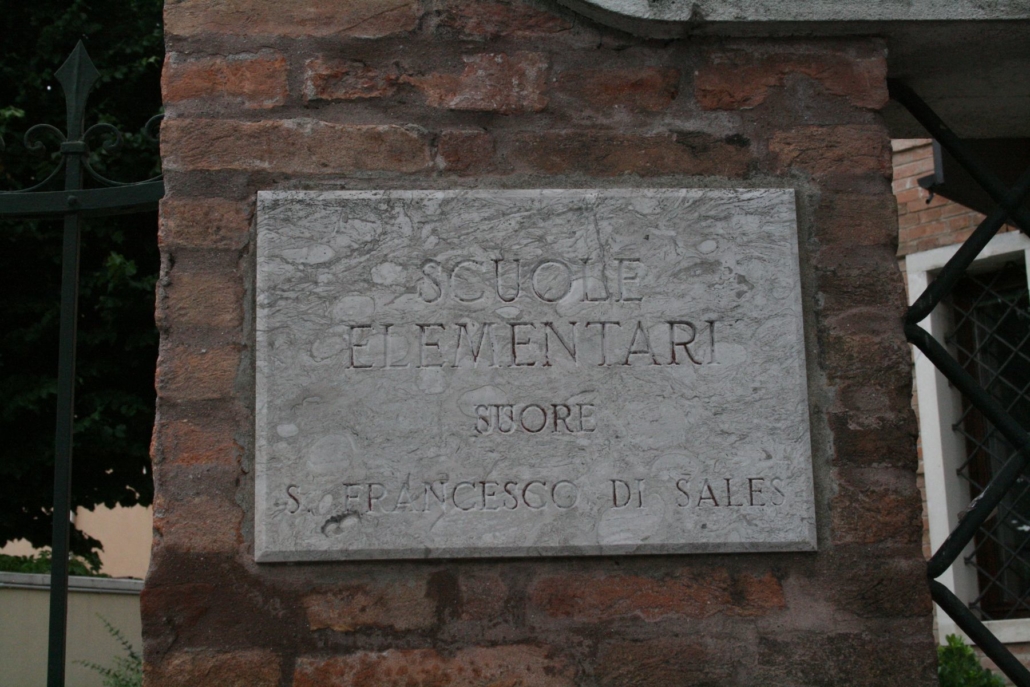 SCUOLE
ELEMENTARI
SUORE
S. FRANCESCO DI SALES